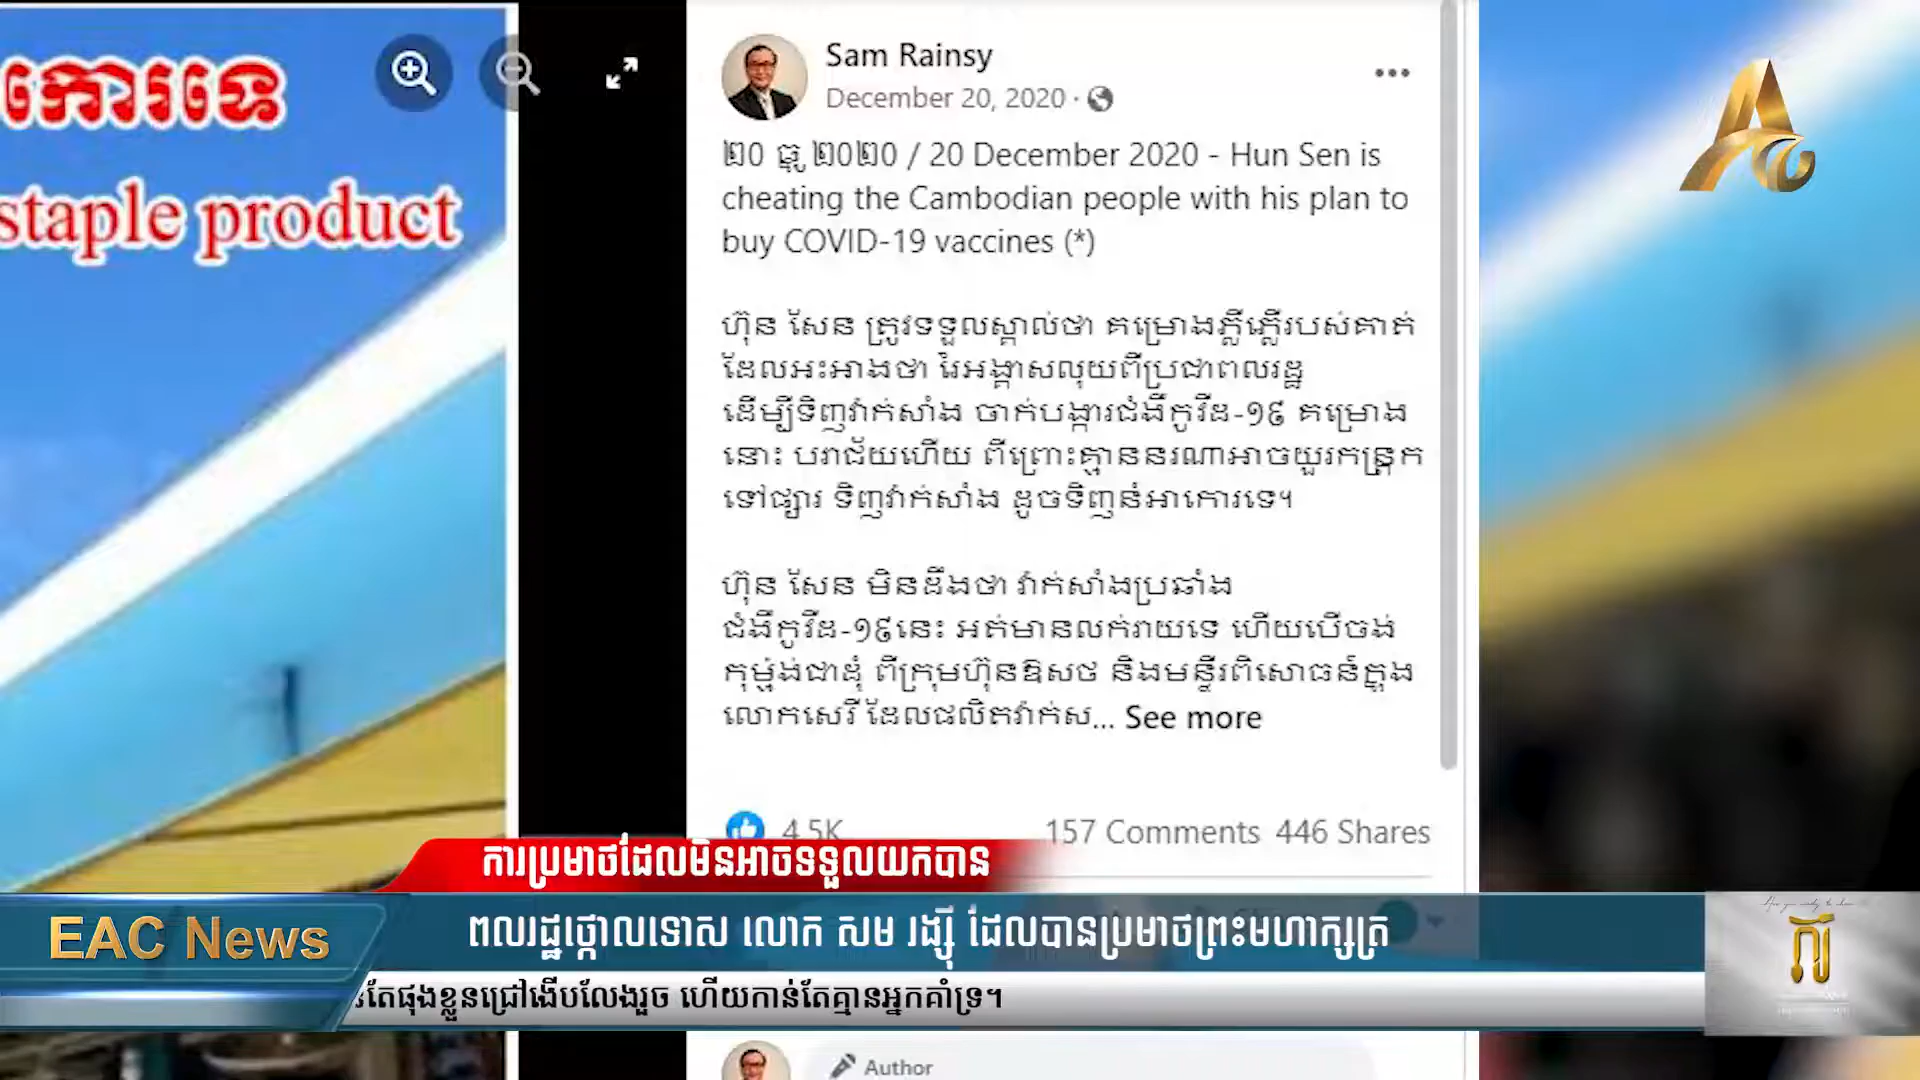 កោរទេ
staple product
Sam Rainsy
December 20, 2020 ·
២០ ធ្នូ ២០២០ / 20 December 2020 - Hun Sen is
cheating the Cambodian people with his plan to
buy COVID-19 vaccines (*)
ហ៊ុន សែន ត្រូវទទួលស្គាល់ថា គម្រោងភ្លើភ្លើរបស់គាត់
ដែលអះអាងថា រៃអង្គាសលុយពីប្រជាពលរដ្ឋ
ដើម្បីទិញវ៉ាក់សាំង ចាក់បង្ការជំងឺកូវីដ-១៩ គម្រោង
នោះ បរាជ័យហើយ ពីព្រោះគ្មាននរណាអាចយួរកន្ត្រក
ទៅផ្សារ ទិញវ៉ាក់សាំង ដូចទិញនំអាកោរទេ។
ហ៊ុន សែន មិនដឹងថា វ៉ាក់សាំងប្រឆាំង
ជំងឺកូវីដ-១៩នេះ អត់មានលក់រាយទេ ហើយបើចង់
កុម្ម៉ង់ជាដុំ ពីក្រុមហ៊ុនឱសថ និងមន្ទីរពិសោធន៍ក្នុង
លោកសេរី ដែលផលិតវ៉ាក់ស... See more
4.5K 157 Comments 446 Shares
ការប្រមាថដែលមិនអាចទទួលយកបាន
EAC News
ពលរដ្ឋថ្កោលទោស លោក សម រង្ស៊ី ដែលបានប្រមាថព្រះមហាក្សត្រ
តែផុងខ្លួនជ្រៅងើបលែងរួច ហើយកាន់តែគ្មានអ្នកគាំទ្រ។
Author